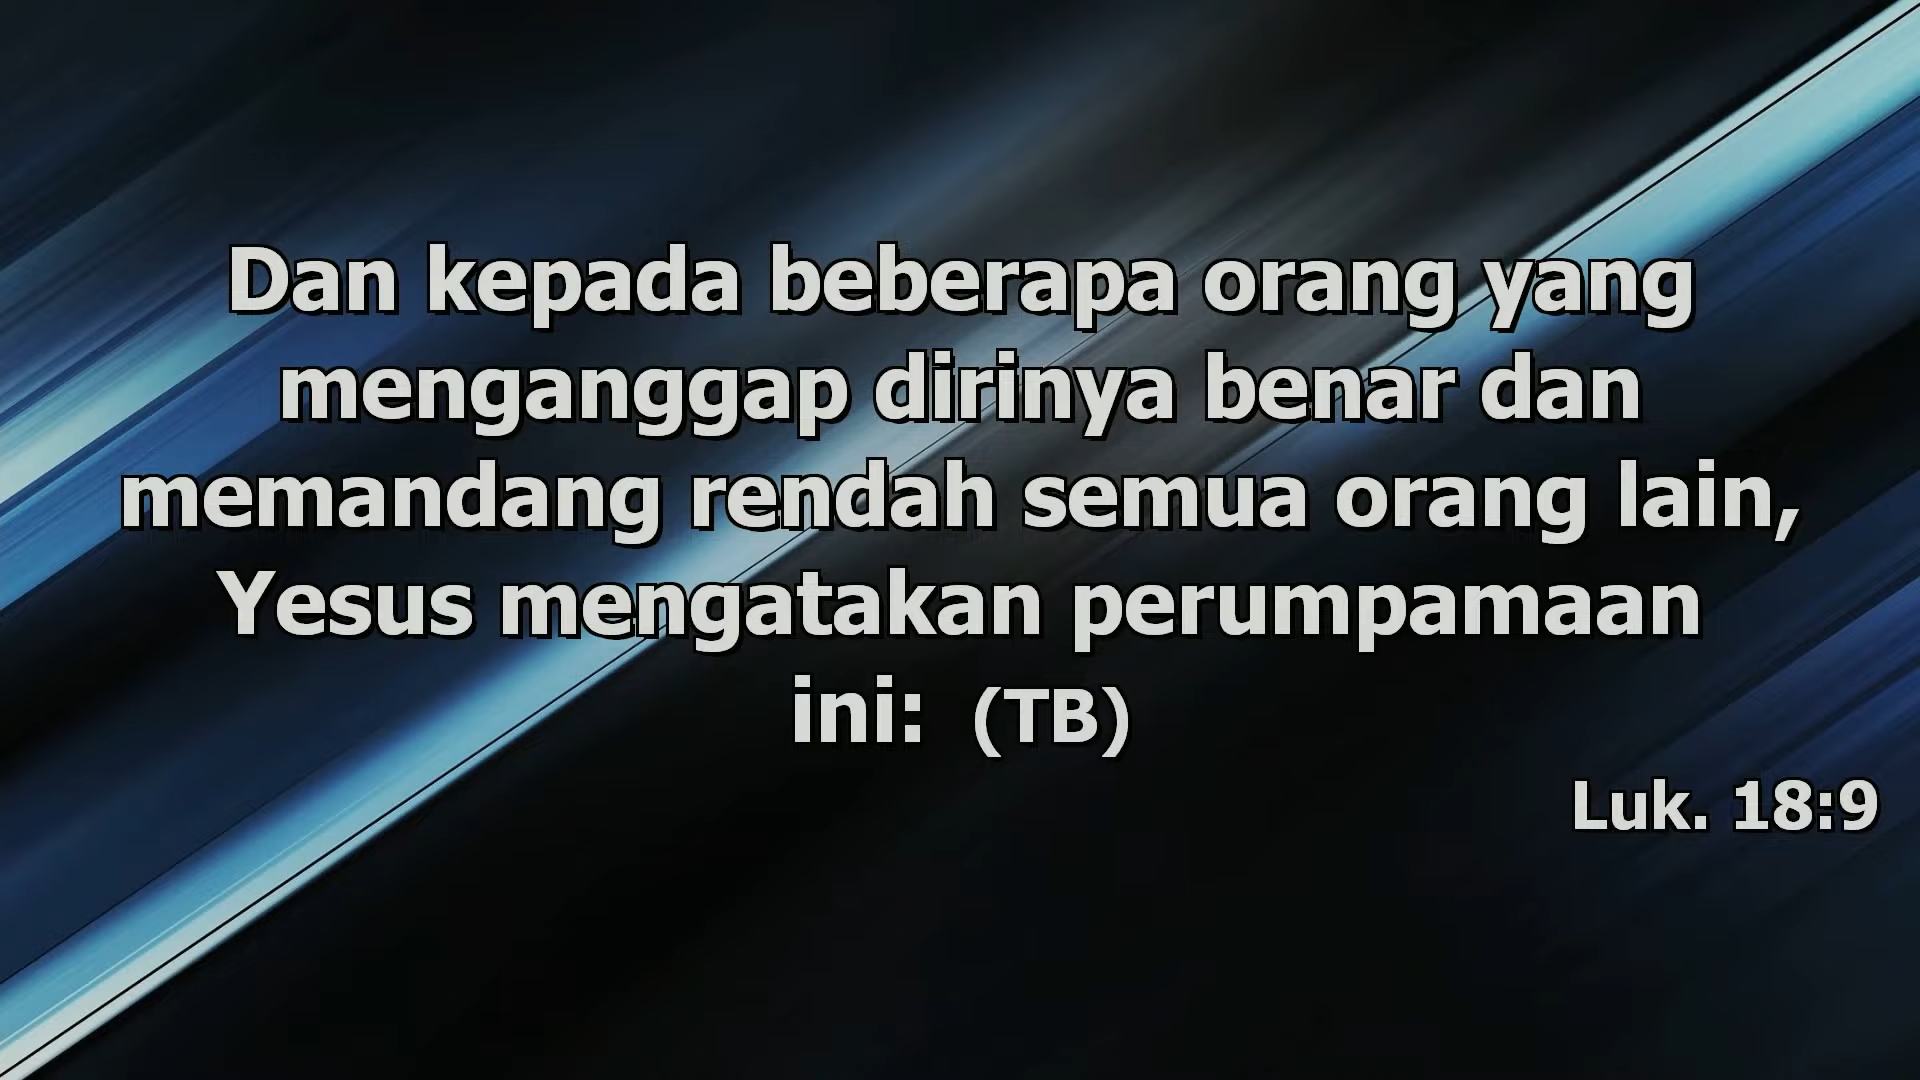 Dan kepada beberapa orang yang
menganggap dirinya benar dan
memandang rendah semua orang lain,
Yesus mengatakan perumpamaan
ini: (TB)
Luk. 18:9